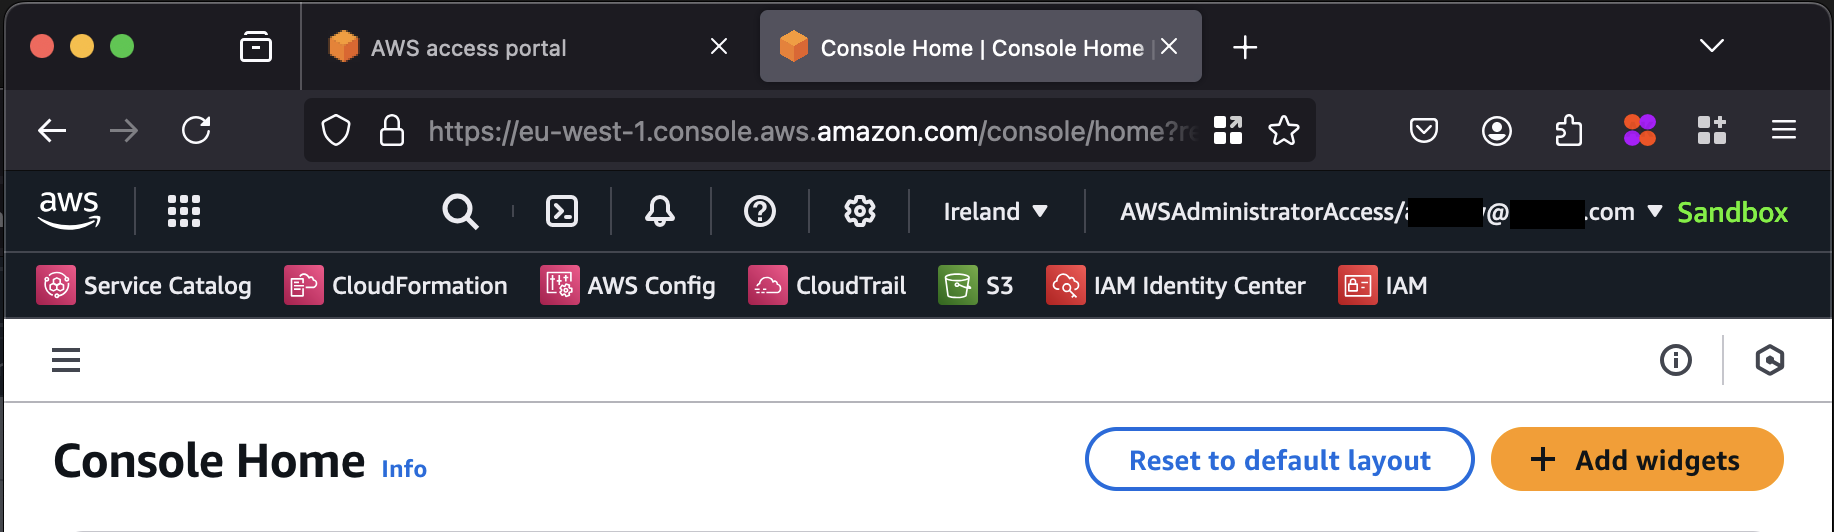 AWS access portal
Console Home | Console Home |
https://eu-west-1.console.aws.amazon.com/console/home?re
aws
Ireland
AWSAdministratorAccess/
@
.com
Sandbox
Service Catalog
CloudFormation
AWS Config
CloudTrail
S3
IAM Identity Center
IAM
Console Home Info
Reset to default layout
+ Add widgets